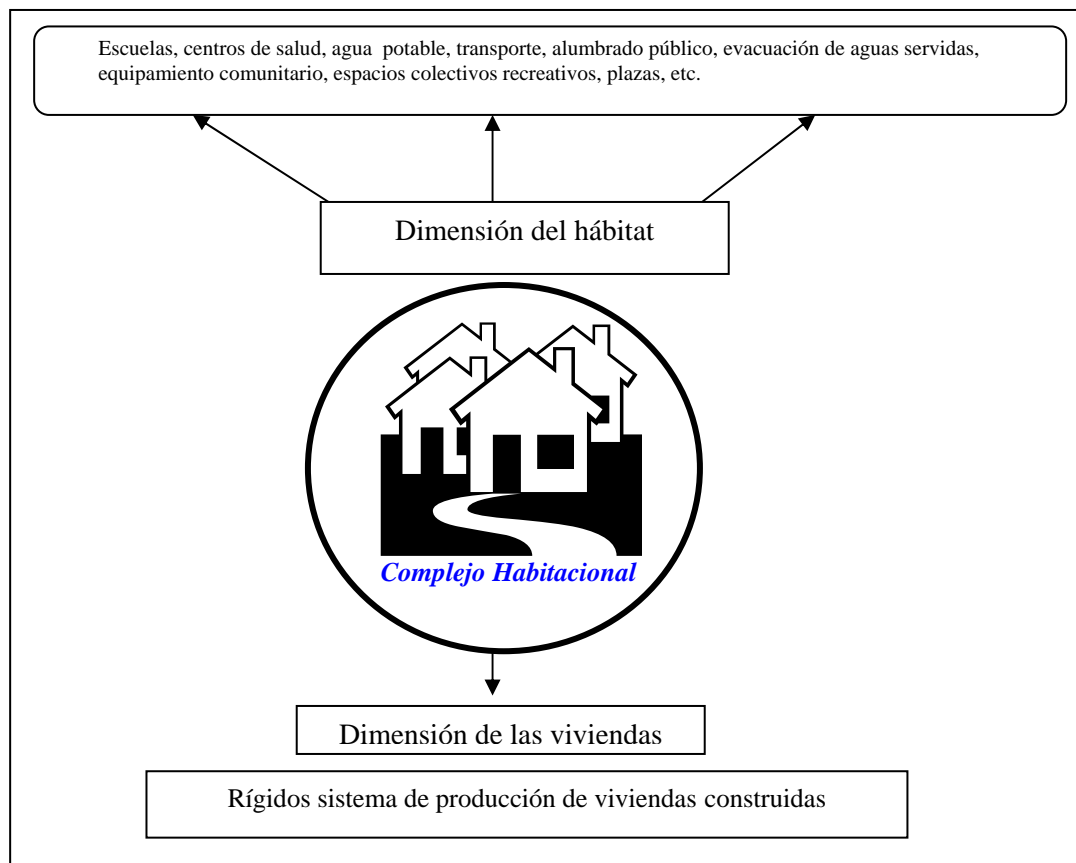 Escuelas, centros de salud, agua  potable, transporte, alumbrado público, evacuación de aguas servidas,
equipamiento comunitario, espacios colectivos recreativos, plazas, etc.
Dimensión del hábitat
Complejo Habitacional
Dimensión de las viviendas
Rígidos sistema de producción de viviendas construidas